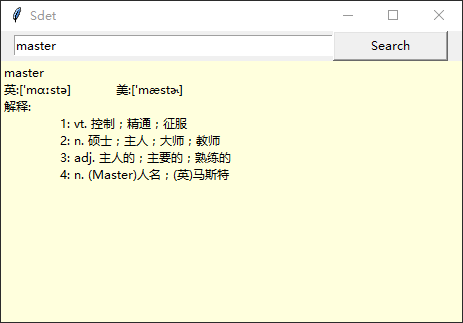 Sdet
master
Search
master
英:['mɑːstə] 美:['mæstɚ]
解释:
1: vt. 控制；精通；征服
2: n. 硕士；主人；大师；教师
3: adj. 主人的；主要的；熟练的
4: n. (Master)人名；(英)马斯特